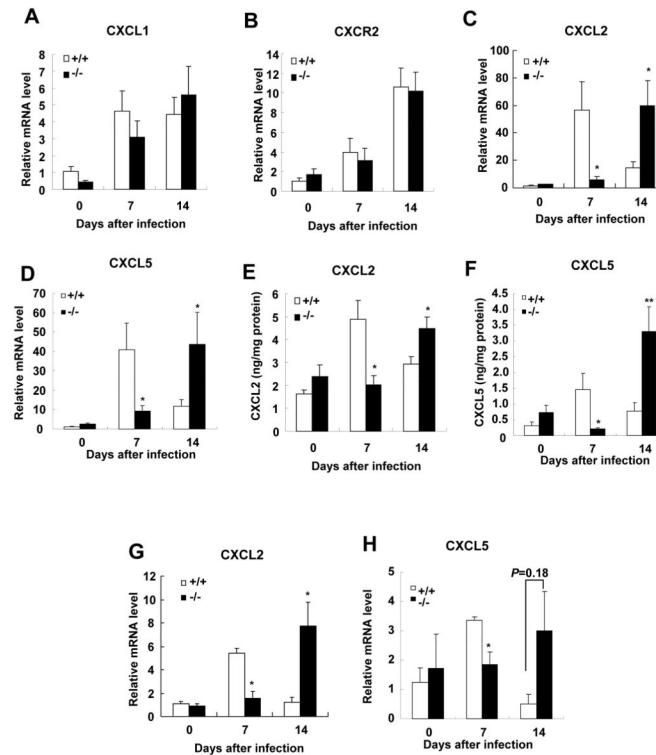 A
CXCL1
+/+
-/-
Relative mRNA level
8
7
6
5
4
3
2
1
0
0 7 14
Days after infection
B
CXCR2
+/+
-/-
Relative mRNA level
14
12
10
8
6
4
2
0
0 7 14
Days after infection
C
CXCL2
+/+
-/-
Relative mRNA level
100
80
60
40
20
0
*
*
0 7 14
Days after infection
D
CXCL5
+/+
-/-
Relative mRNA level
70
60
50
40
30
20
10
0
*
*
0 7 14
Days after infection
E
CXCL2
+/+
-/-
CXCL2 (ng/mg protein)
6
5
4
3
2
1
0
*
*
0 7 14
Days after infection
F
CXCL5
+/+
-/-
CXCL5 (ng/mg protein)
4.5
4.0
3.5
3.0
2.5
2.0
1.5
1.0
0.5
0
*
**
0 7 14
Days after infection
G
CXCL2
+/+
-/-
Relative mRNA level
12
10
8
6
4
2
0
*
*
0 7 14
Days after infection
H
CXCL5
+/+
-/-
P=0.18
Relative mRNA level
5
4
3
2
1
0
*
0 7 14
Days after infection